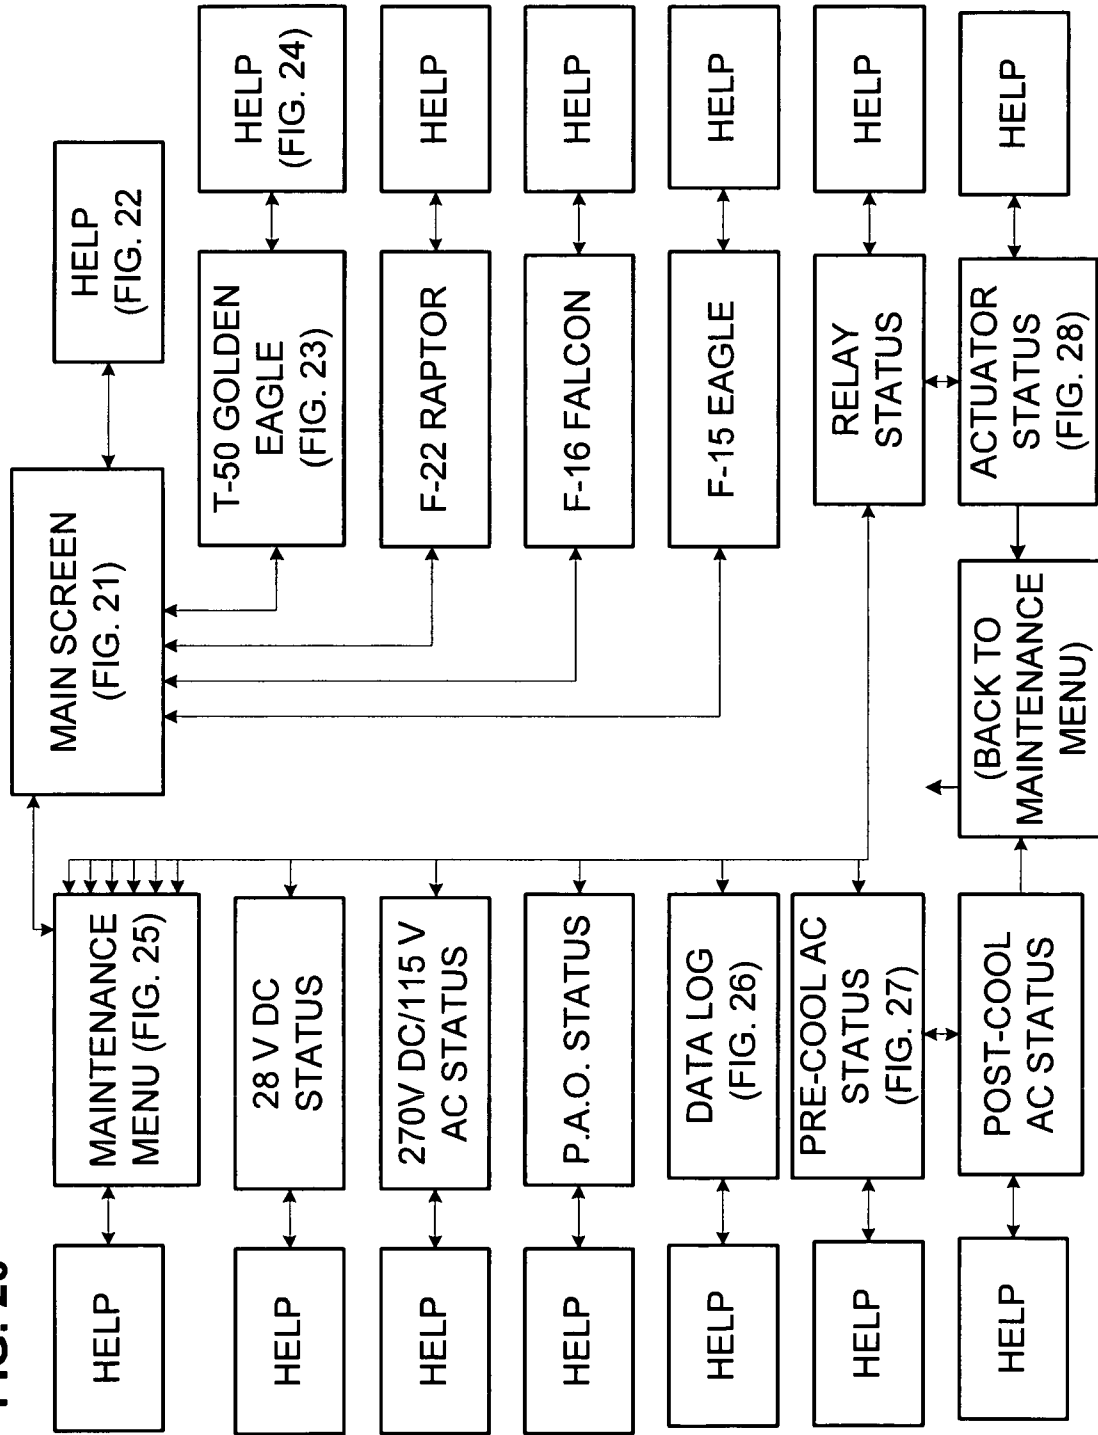 FIG. 20
HELP
MAINTENANCE
MENU (FIG. 25)
MAIN SCREEN
(FIG. 21)
HELP
(FIG. 22
HELP
28 V DC
STATUS
T-50 GOLDEN
EAGLE
(FIG. 23)
HELP
(FIG. 24)
HELP
270V DC/115 V
AC STATUS
F-22 RAPTOR
HELP
HELP
P.A.O. STATUS
F-16 FALCON
HELP
HELP
DATA LOG
(FIG. 26)
F-15 EAGLE
HELP
HELP
PRE-COOL AC
STATUS
(FIG. 27)
RELAY
STATUS
HELP
HELP
POST-COOL
AC STATUS
(BACK TO
MAINTENANCE
MENU)
ACTUATOR
STATUS
(FIG. 28)
HELP